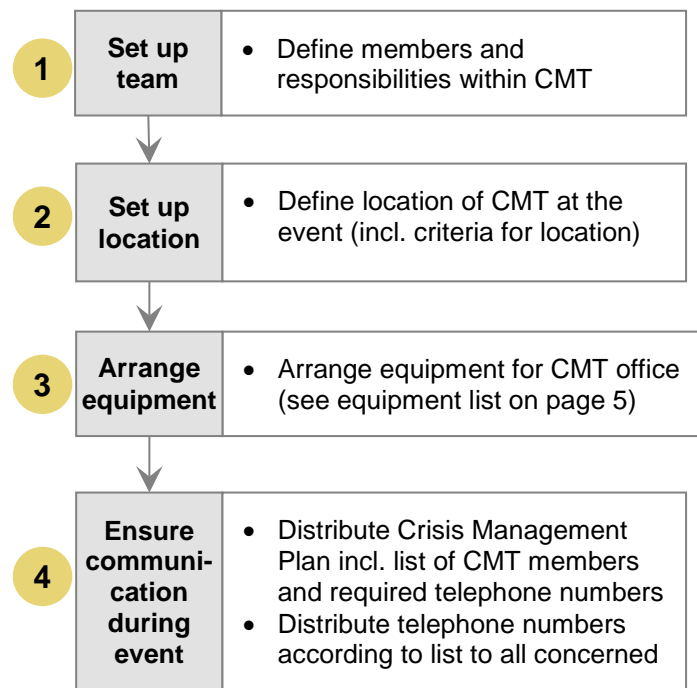 1
Set up
team
• Define members and
responsibilities within CMT
2
Set up
location
• Define location of CMT at the
event (incl. criteria for location)
3
Arrange
equipment
• Arrange equipment for CMT office
(see equipment list on page 5)
4
Ensure
communi-
cation
during
event
• Distribute Crisis Management
Plan incl. list of CMT members
and required telephone numbers
• Distribute telephone numbers
according to list to all concerned